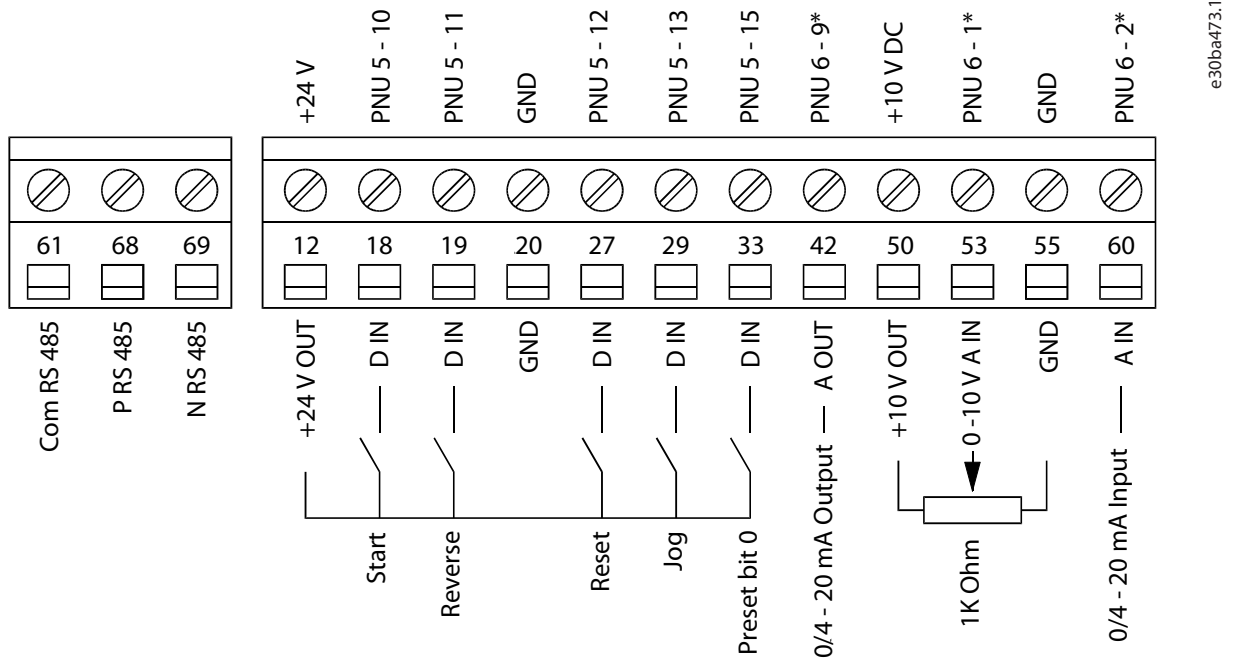 e30ba473.1
+24 V
PNU 5 - 10
PNU 5 - 11
GND
PNU 5 - 12
PNU 5 - 13
PNU 5 - 15
PNU 6 - 9*
+10 V DC
PNU 6 - 1*
GND
PNU 6 - 2*
61 68 69
12 18 19 20 27 29 33 42 50 53 55 60
Com RS 485
P RS 485
N RS 485
+24 V OUT
D IN
D IN
GND
D IN
D IN
D IN
0/4 - 20 mA Output A OUT
+10 V OUT
0 -10 V A IN
GND
0/4 - 20 mA Input A IN
Start
Reverse
Reset
Jog
Preset bit 0
1K Ohm